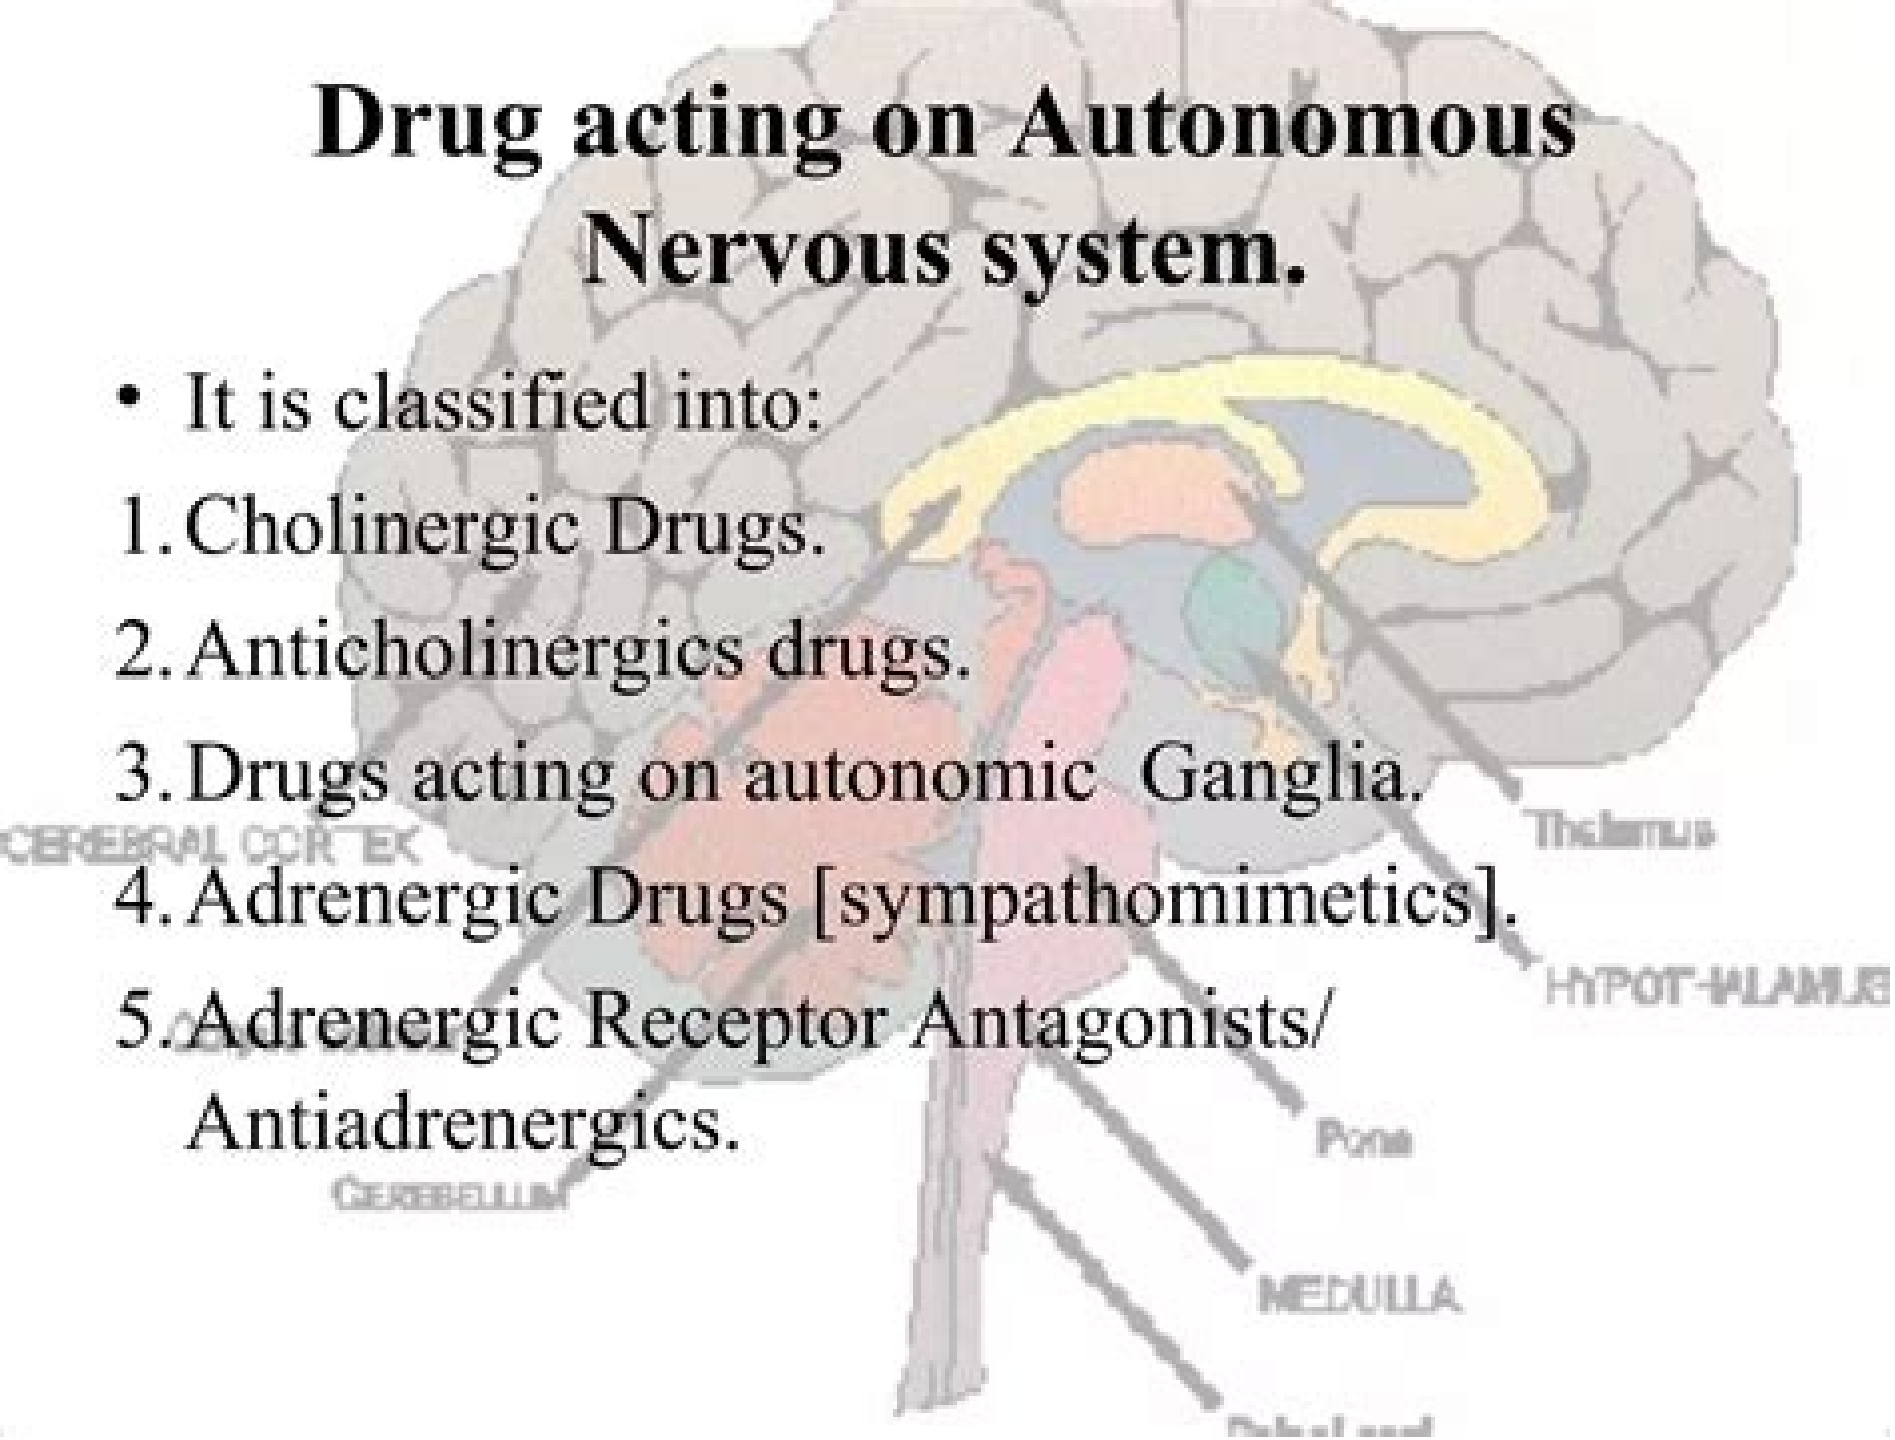 Drug acting on Autonomous
Nervous system.
• It is classified into:
1. Cholinergic Drugs.
2. Anticholinergics drugs.
3. Drugs acting on autonomic Ganglia.
Thalamus
CEREBRAL CORTEX
4. Adrenergic Drugs [sympathomimetics].
HYPOTHALAMUS
5. Adrenergic Receptor Antagonists/
Antiadrenergics.
Pons
CEREBELLUM
MEDULLA